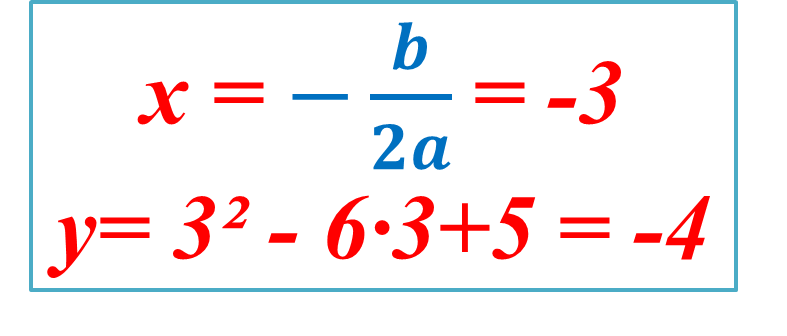 x = − b/2a = -3
y= 3² - 6·3+5 = -4